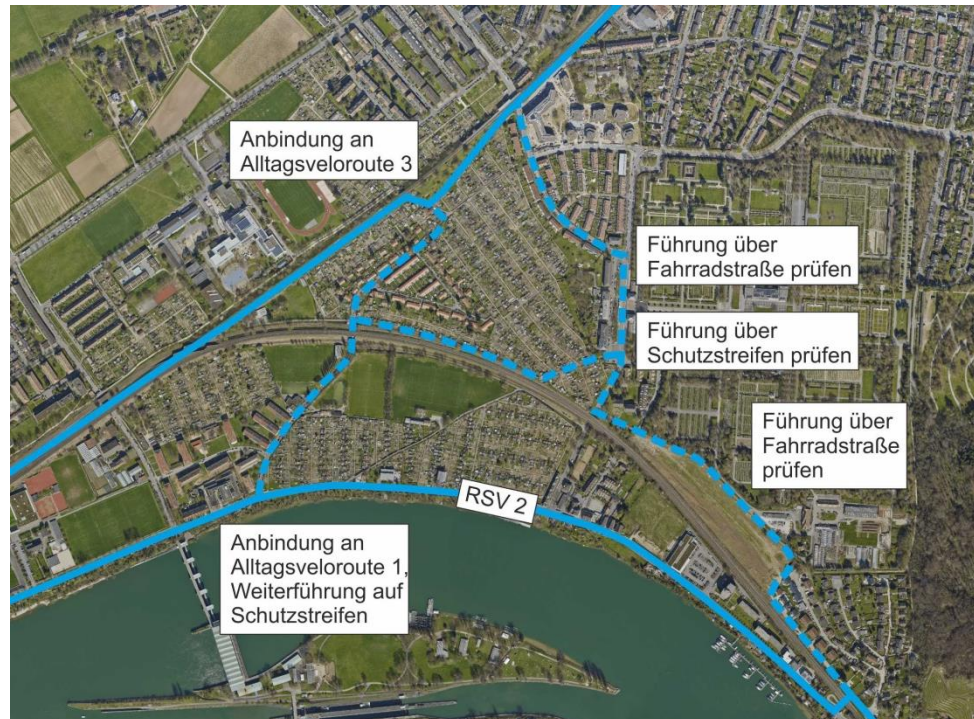 Anbindung an
Alltagsveloroute 3
Führung über
Fahrradstraße prüfen
Führung über
Schutzstreifen prüfen
Führung über
Fahrradstraße
prüfen
RSV 2
Anbindung an
Alltagsveloroute 1,
Weiterführung auf
Schutzstreifen